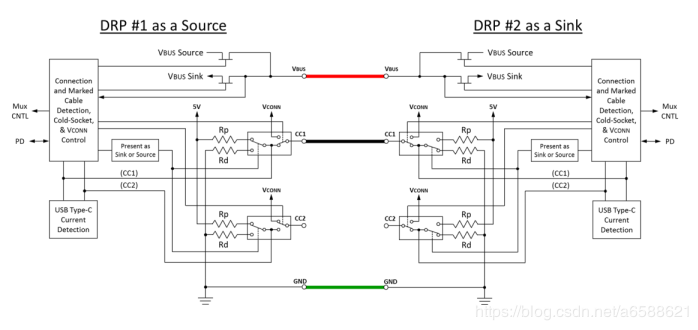 DRP #1 as a Source
DRP #2 as a Sink
VBUS Source
VBUS Sink
VBUS
VBUS
VBUS Source
VBUS Sink
Connection
and Marked
Cable
Detection,
Cold-Socket,
& VCONN
Control
Mux
CNTL
PD
Present as
Sink or Source
USB Type-C
Current
Detection
(CC1)
(CC2)
5V
VCONN
Rp
Rd
CC1
VCONN
Rp
Rd
CC2
GND
CC1
VCONN
5V
Rp
Rd
CC2
VCONN
Rp
Rd
GND
Present as
Sink or Source
(CC1)
(CC2)
Connection
and Marked
Cable
Detection,
Cold-Socket,
& VCONN
Control
Mux
CNTL
PD
USB Type-C
Current
Detection
https://blog.csdn.net/a6588621